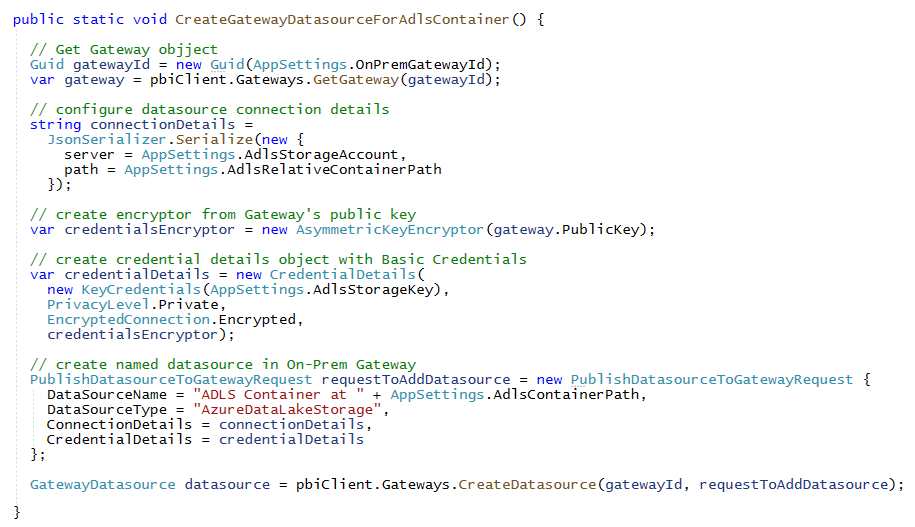 public static void CreateGatewayDatasourceForAdlsContainer() {
// Get Gateway objject
Guid gatewayId = new Guid(AppSettings.OnPremGatewayId);
var gateway = pbiClient.Gateways.GetGateway(gatewayId);
// configure datasource connection details
string connectionDetails =
JsonSerializer.Serialize(new {
server = AppSettings.AdlsStorageAccount,
path = AppSettings.AdlsRelativeContainerPath
});
// create encryptor from Gateway's public key
var credentialsEncryptor = new AsymmetricKeyEncryptor(gateway.PublicKey);
// create credential details object with Basic Credentials
var credentialDetails = new CredentialDetails(
new KeyCredentials(AppSettings.AdlsStorageKey),
PrivacyLevel.Private,
EncryptedConnection.Encrypted,
credentialsEncryptor);
// create named datasource in On-Prem Gateway
PublishDatasourceToGatewayRequest requestToAddDatasource = new PublishDatasourceToGatewayRequest {
DataSourceName = "ADLS Container at " + AppSettings.AdlsContainerPath,
DataSourceType = "AzureDataLakeStorage",
ConnectionDetails = connectionDetails,
CredentialDetails = credentialDetails
};
GatewayDatasource datasource = pbiClient.Gateways.CreateDatasource(gatewayId, requestToAddDatasource);
}